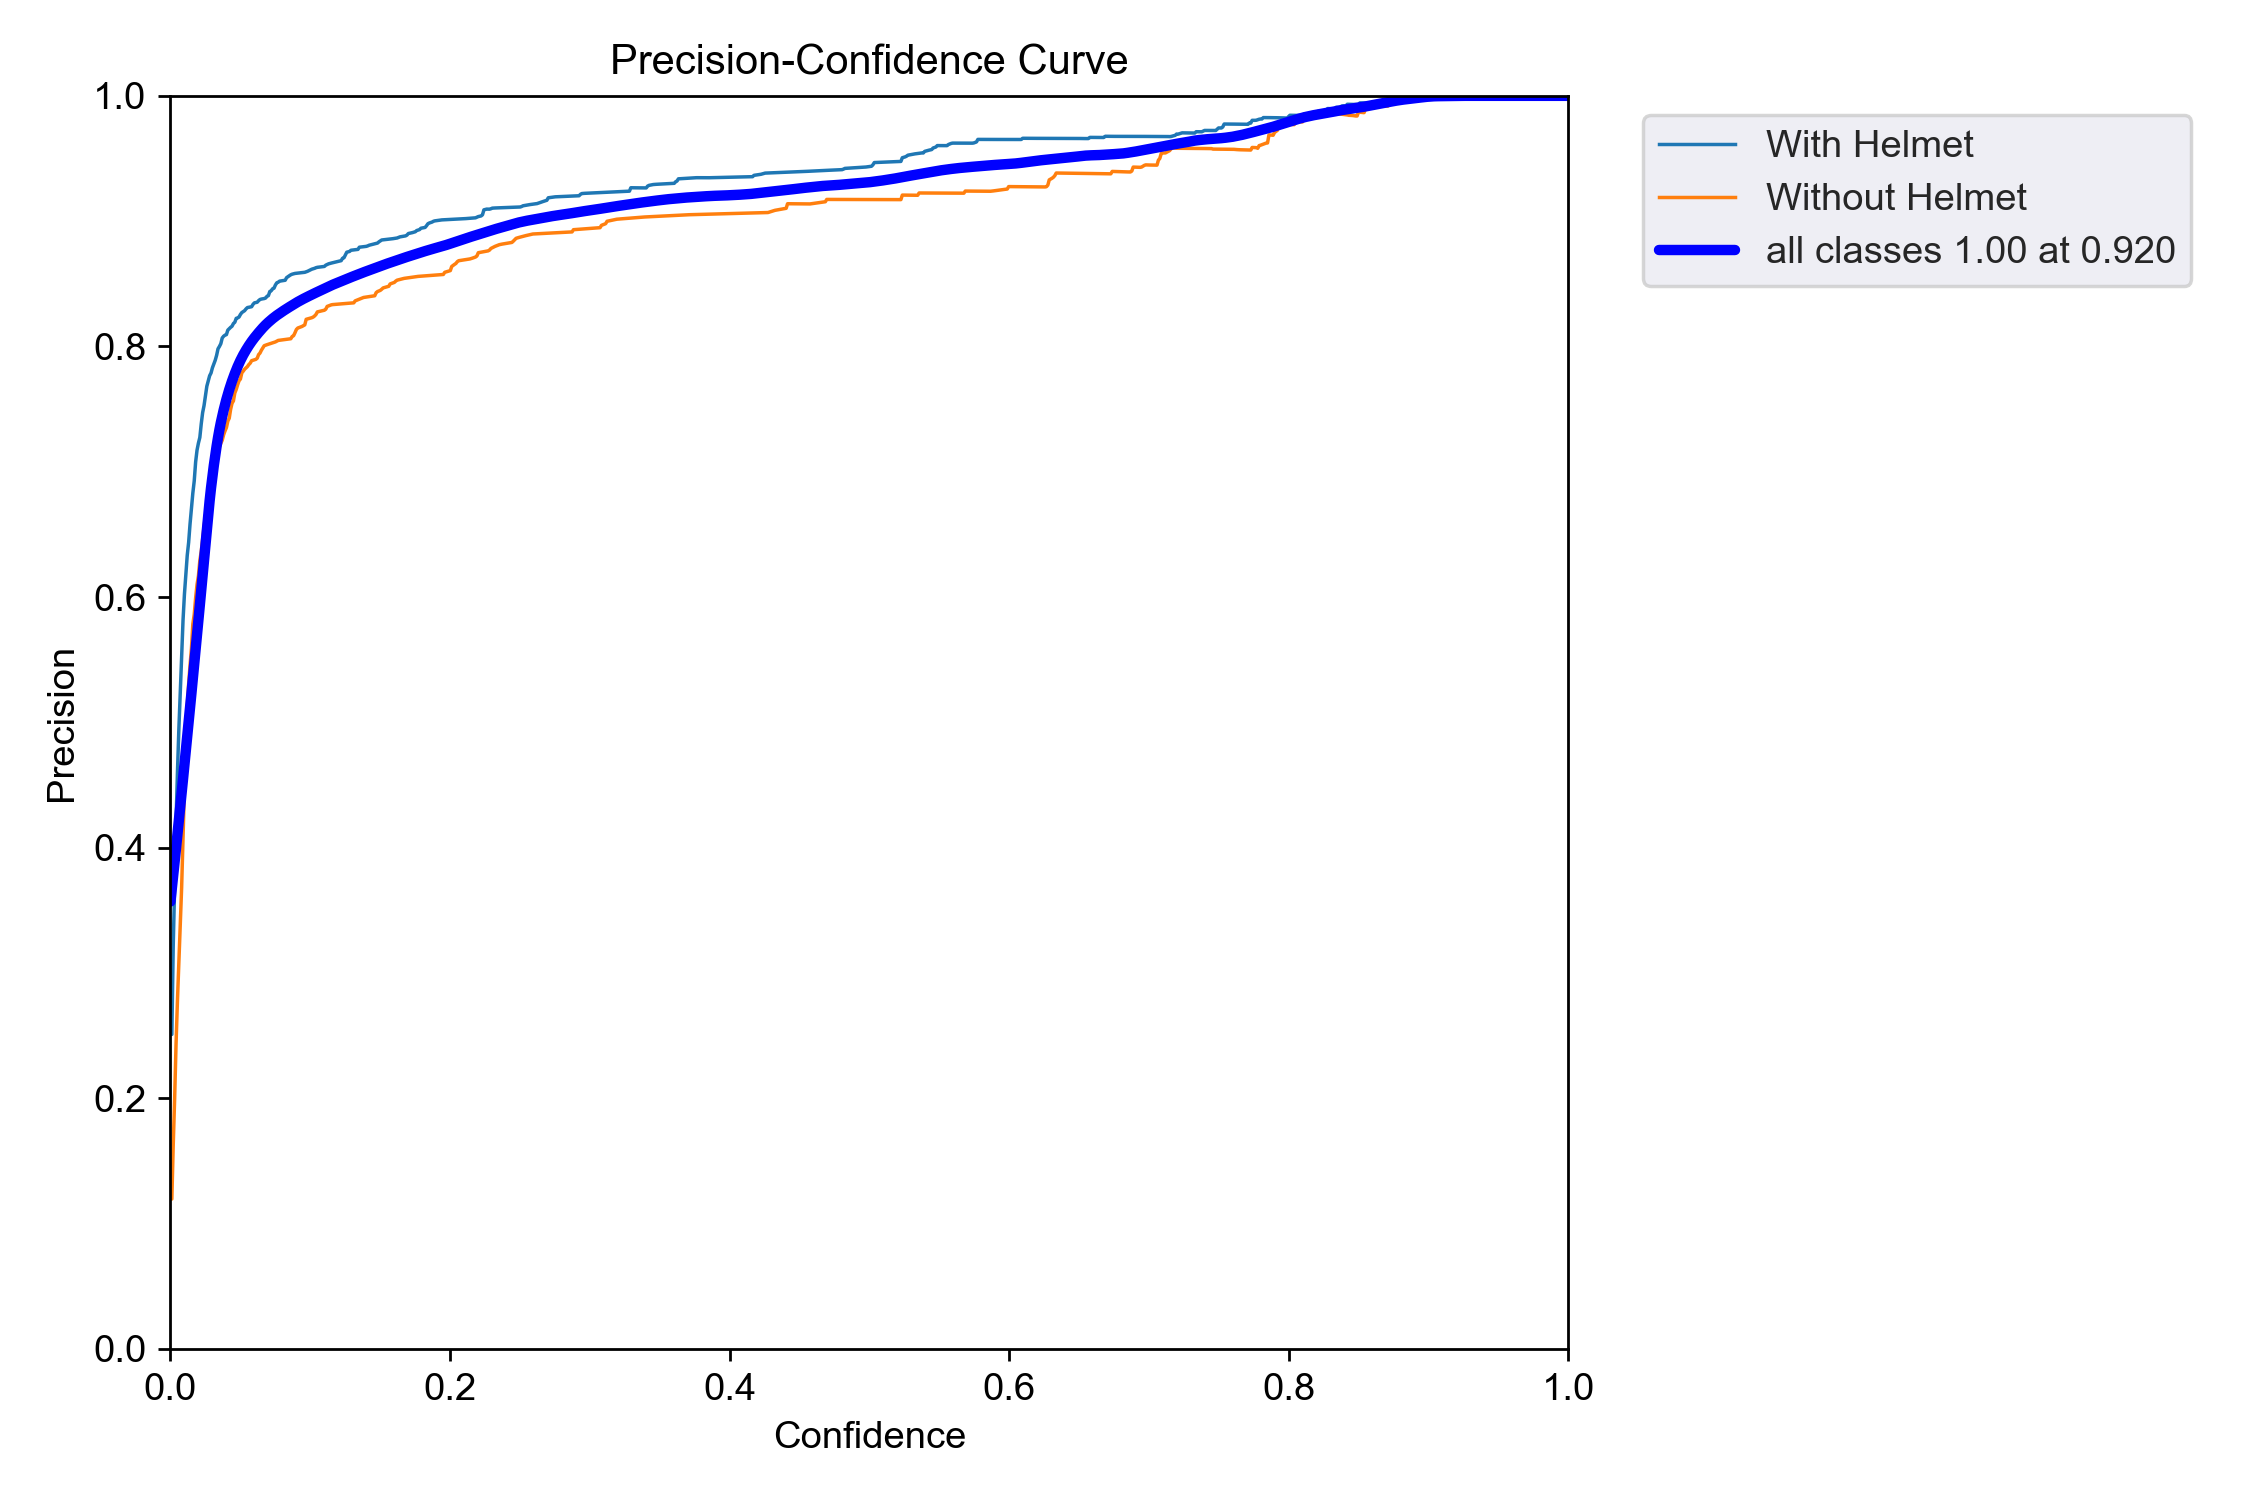 Precision-Confidence Curve
1.0
0.8
0.6
0.4
0.2
0.0
Precision
0.0 0.2 0.4 0.6 0.8 1.0
Confidence
With Helmet
Without Helmet
all classes 1.00 at 0.920